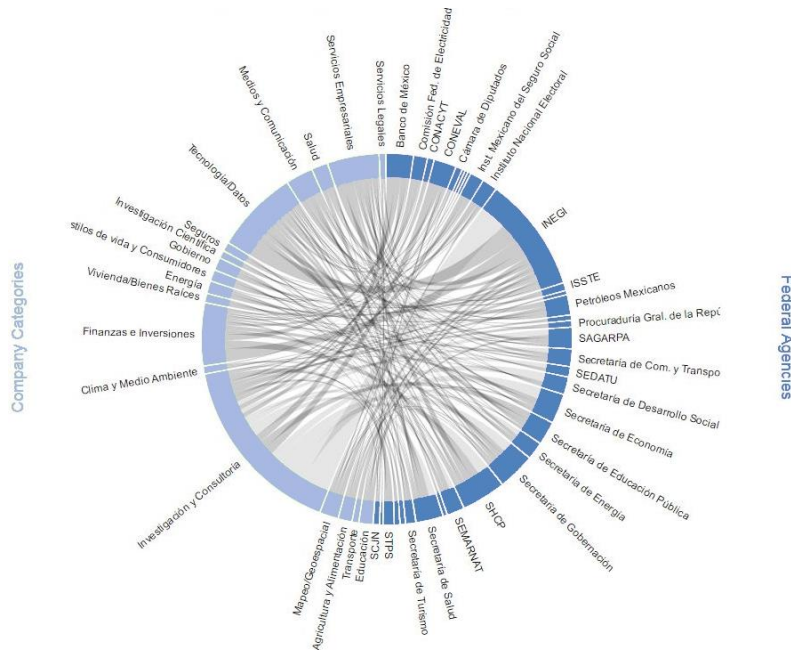 Company Categories
Servicios Legales
Servicios Empresariales
Salud
Medios y Comunicación
Tecnología/Datos
Seguros
Investigación Científica
Gobierno
stilos de vida y Consumidores
Energía
Vivienda/Bienes Raíces
Finanzas e Inversiones
Clima y Medio Ambiente
Investigación y Consultoría
Mapeo/Geoespacial
Agricultura y Alimentación
Transporte
Educación
Banco de México
Comisión Fed. de Electricidad
CONACYT
CONEVAL
Cámara de Diputados
Inst. Mexicano del Seguro Social
Instituto Nacional Electoral
INEGI
ISSTE
Petróleos Mexicanos
Procuraduría Gral. de la Repú
SAGARPA
Secretaría de Com. y Transpo
SEDATU
Secretaría de Desarrollo Social
Secretaría de Economía
Secretaría de Educación Pública
Secretaría de Energía
Secretaría de Gobernación
SHCP
SEMARNAT
Secretaría de Salud
Secretaría de Turismo
STPS
SCJN
Federal Agencies